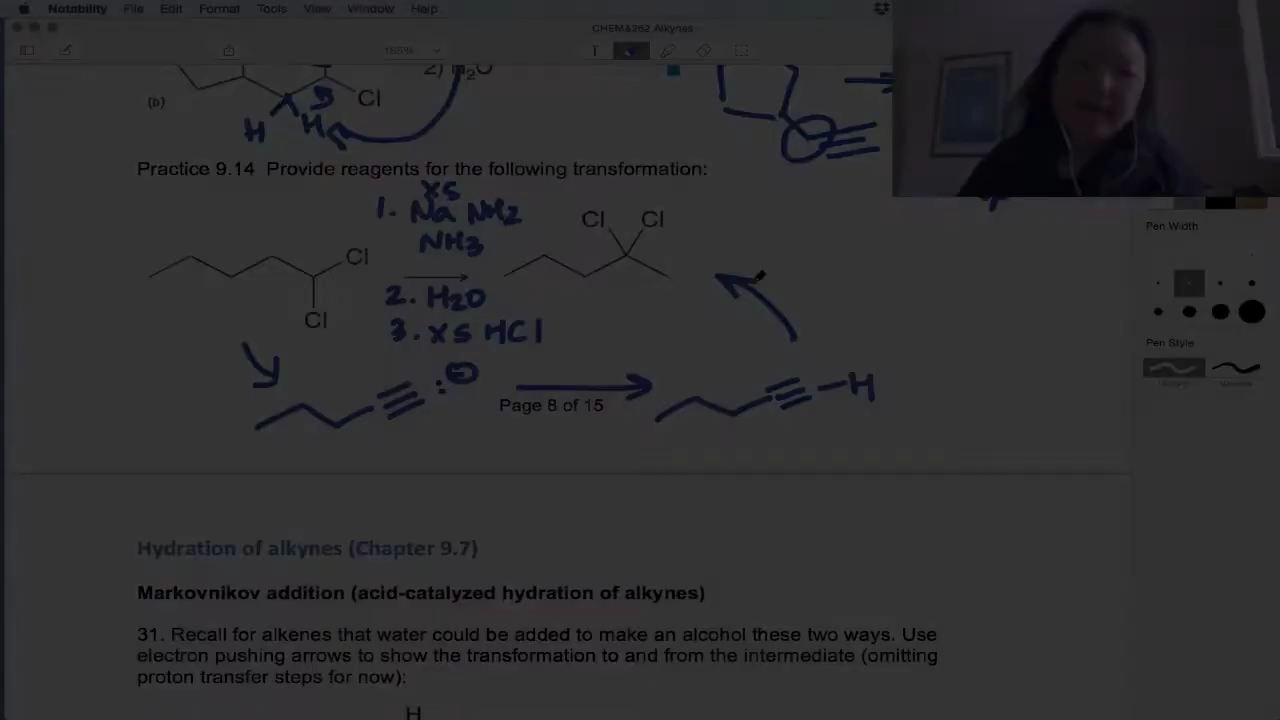 Notability File Edit Format Tools View Window Help
CHEM&262 Alkynes
185%
T
2) H2O
(b)
Cl
H
H
Practice 9.14 Provide reagents for the following transformation:
Pen Width
xs
1. NaNH2
NH3
Cl Cl
Cl
Cl
2. H2O
3. xs HCl
Pen Style
H
Page 8 of 15
Hydration of alkynes (Chapter 9.7)
Markovnikov addition (acid-catalyzed hydration of alkynes)
31. Recall for alkenes that water could be added to make an alcohol these two ways. Use
electron pushing arrows to show the transformation to and from the intermediate (omitting
proton transfer steps for now):
H